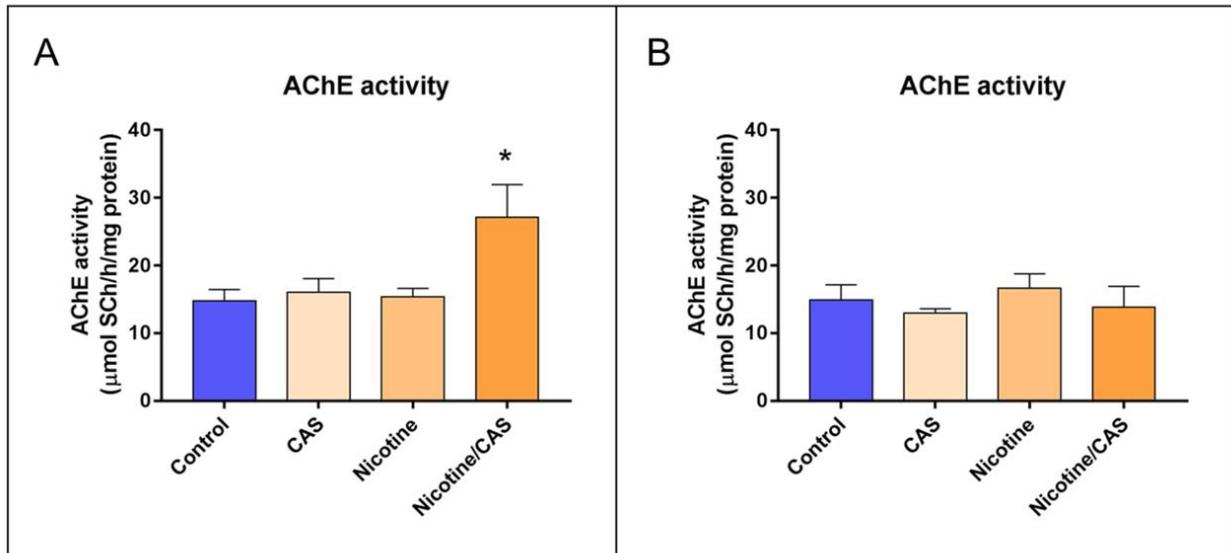 A
AChE activity
AChE activity
(μmol SCh/h/mg protein)
40
30
20
10
0
*
Control
CAS
Nicotine
Nicotine/CAS
B
AChE activity
AChE activity
(μmol SCh/h/mg protein)
40
30
20
10
0
Control
CAS
Nicotine
Nicotine/CAS